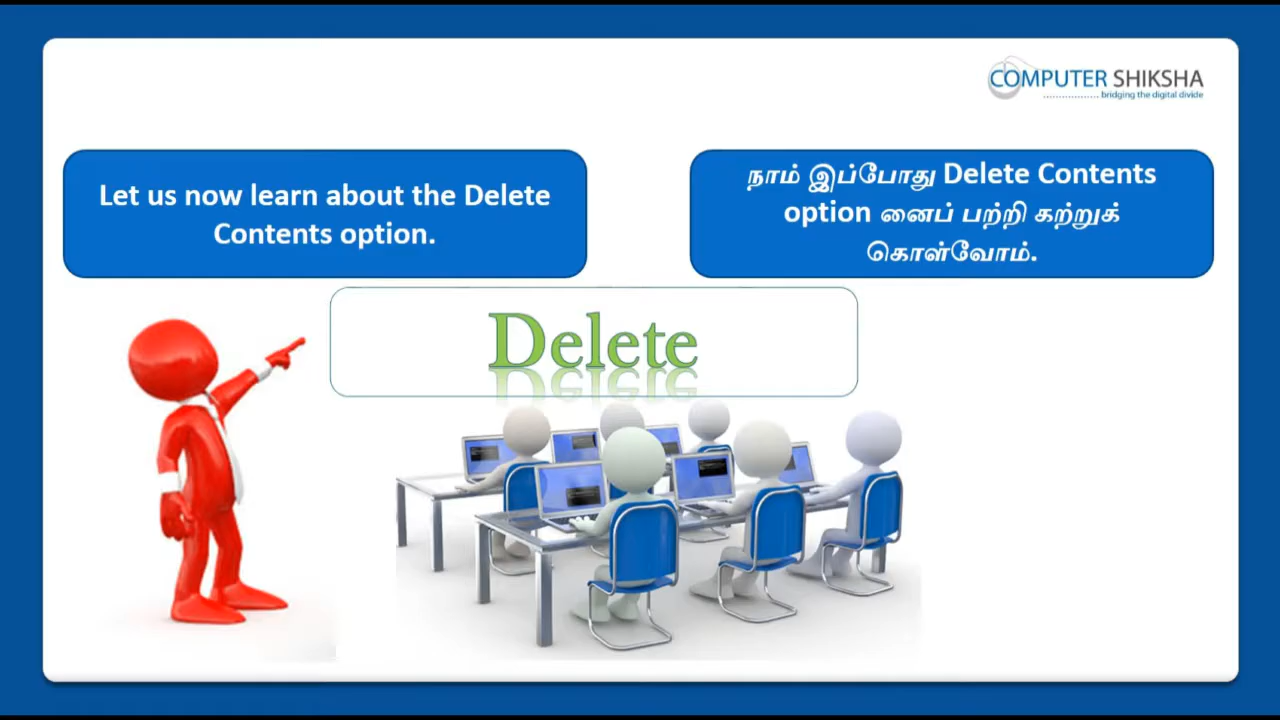 COMPUTER SHIKSHA
bridging the digital divide
Let us now learn about the Delete
Contents option.
நாம் இப்போது Delete Contents
option னைப் பற்றி கற்றுக்
கொள்வோம்.
Delete